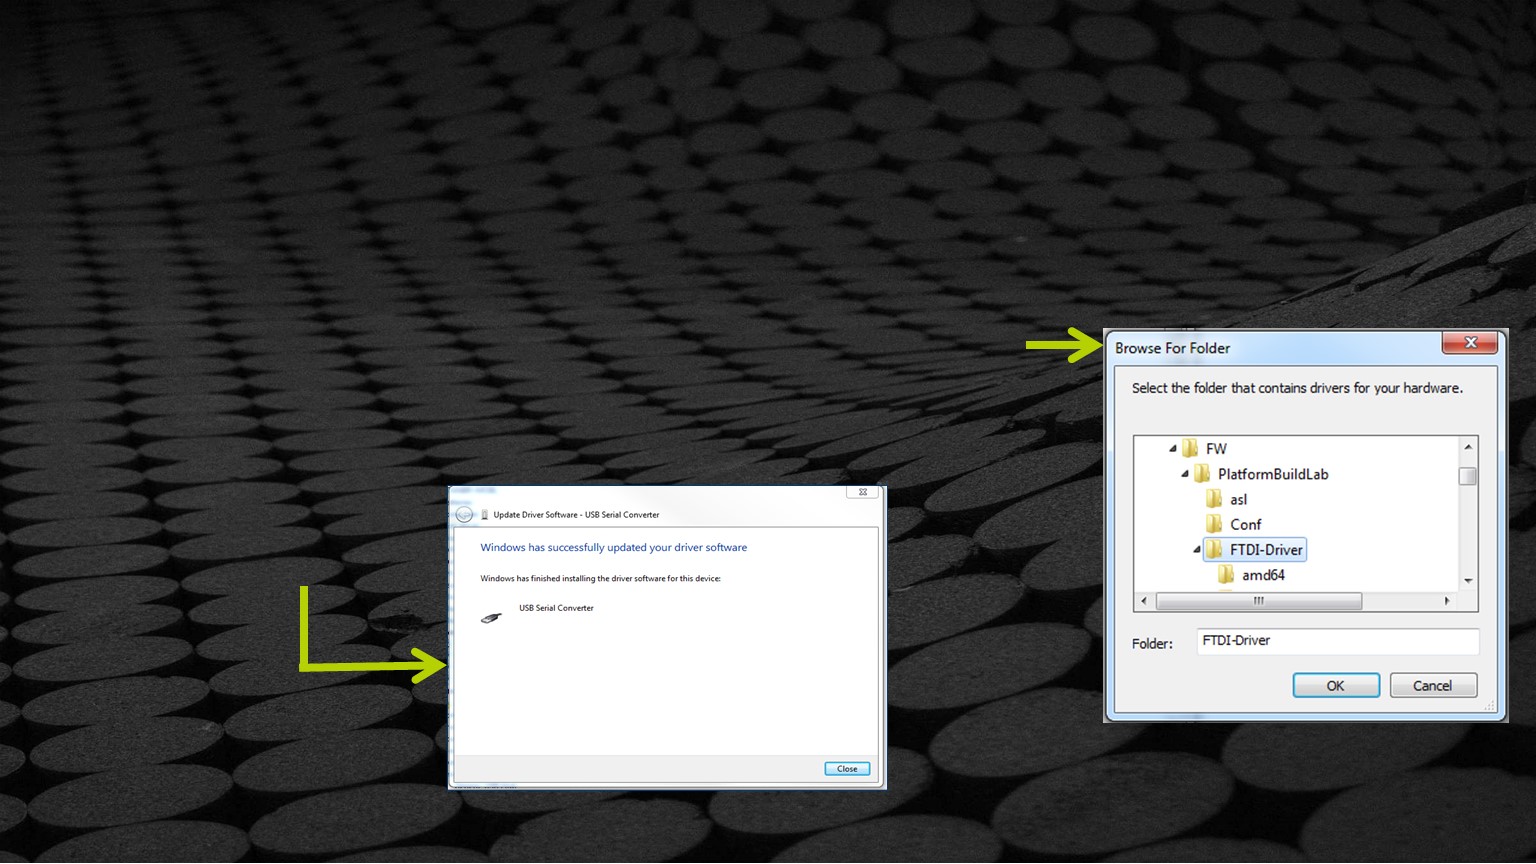 Browse For Folder
Select the folder that contains drivers for your hardware.
FW
PlatformBuildLab
asl
Conf
FTDI-Driver
amd64
Folder: FTDI-Driver
OK Cancel
Update Driver Software - USB Serial Converter
Windows has successfully updated your driver software
Windows has finished installing the driver software for this device:
USB Serial Converter
Close